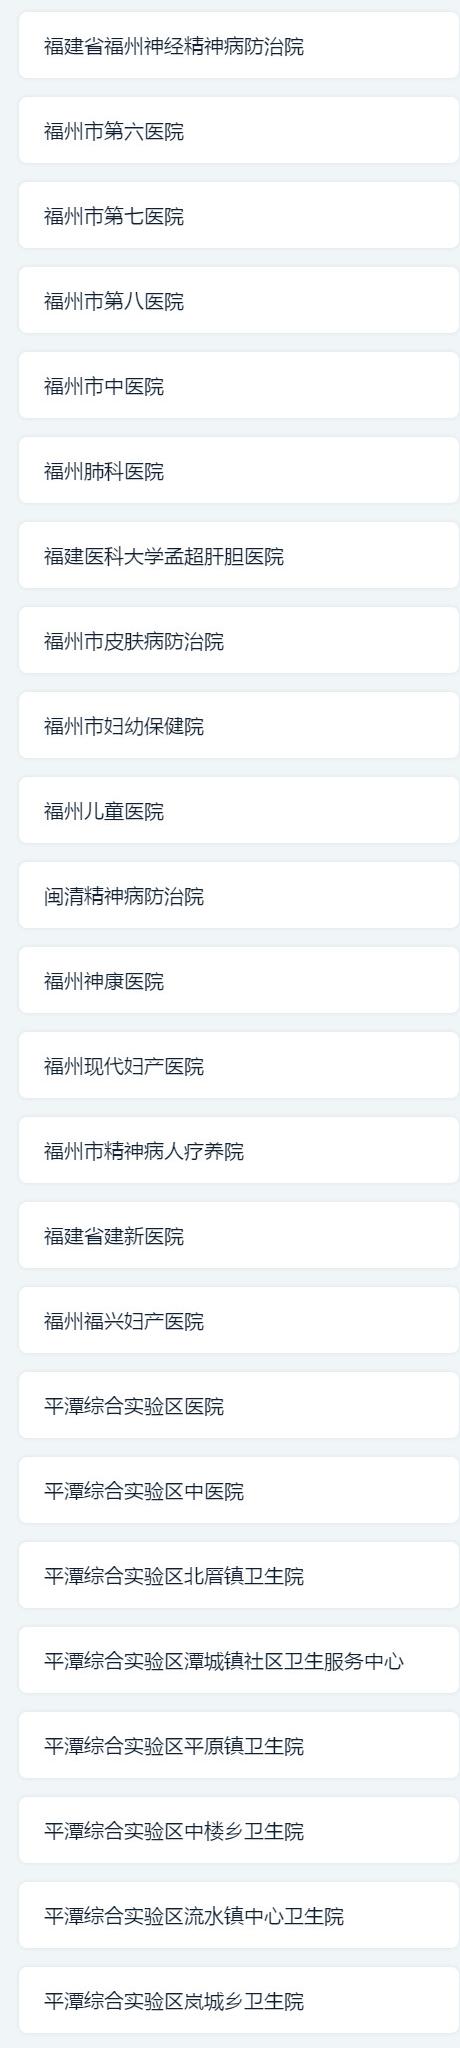 福建省福州神经精神病防治院
福州市第六医院
福州市第七医院
福州市第八医院
福州市中医院
福州肺科医院
福建医科大学孟超肝胆医院
福州市皮肤病防治院
福州市妇幼保健院
福州儿童医院
闽清精神病防治院
福州神康医院
福州现代妇产医院
福州市精神病人疗养院
福建省建新医院
福州福兴妇产医院
平潭综合实验区医院
平潭综合实验区中医院
平潭综合实验区北厝镇卫生院
平潭综合实验区潭城镇社区卫生服务中心
平潭综合实验区平原镇卫生院
平潭综合实验区中楼乡卫生院
平潭综合实验区流水镇中心卫生院
平潭综合实验区岚城乡卫生院